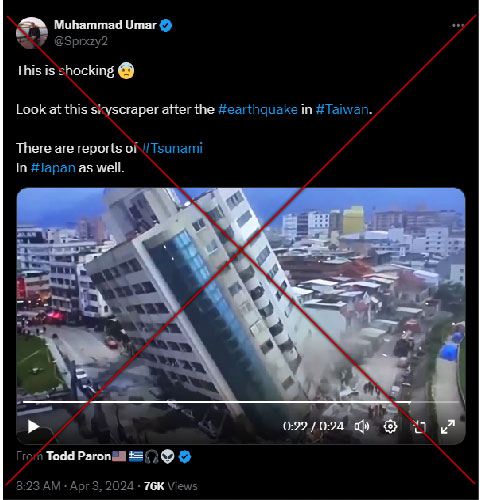 Muhammad Umar
@Sprxzy2
This is shocking 😰
Look at this skyscraper after the #earthquake in #Taiwan.
There are reports of #Tsunami
In #Japan as well.
0:22 / 0:24
From Todd Paron🇺🇸🇬🇷🎧👽
8:23 AM · Apr 3, 2024 · 76K Views